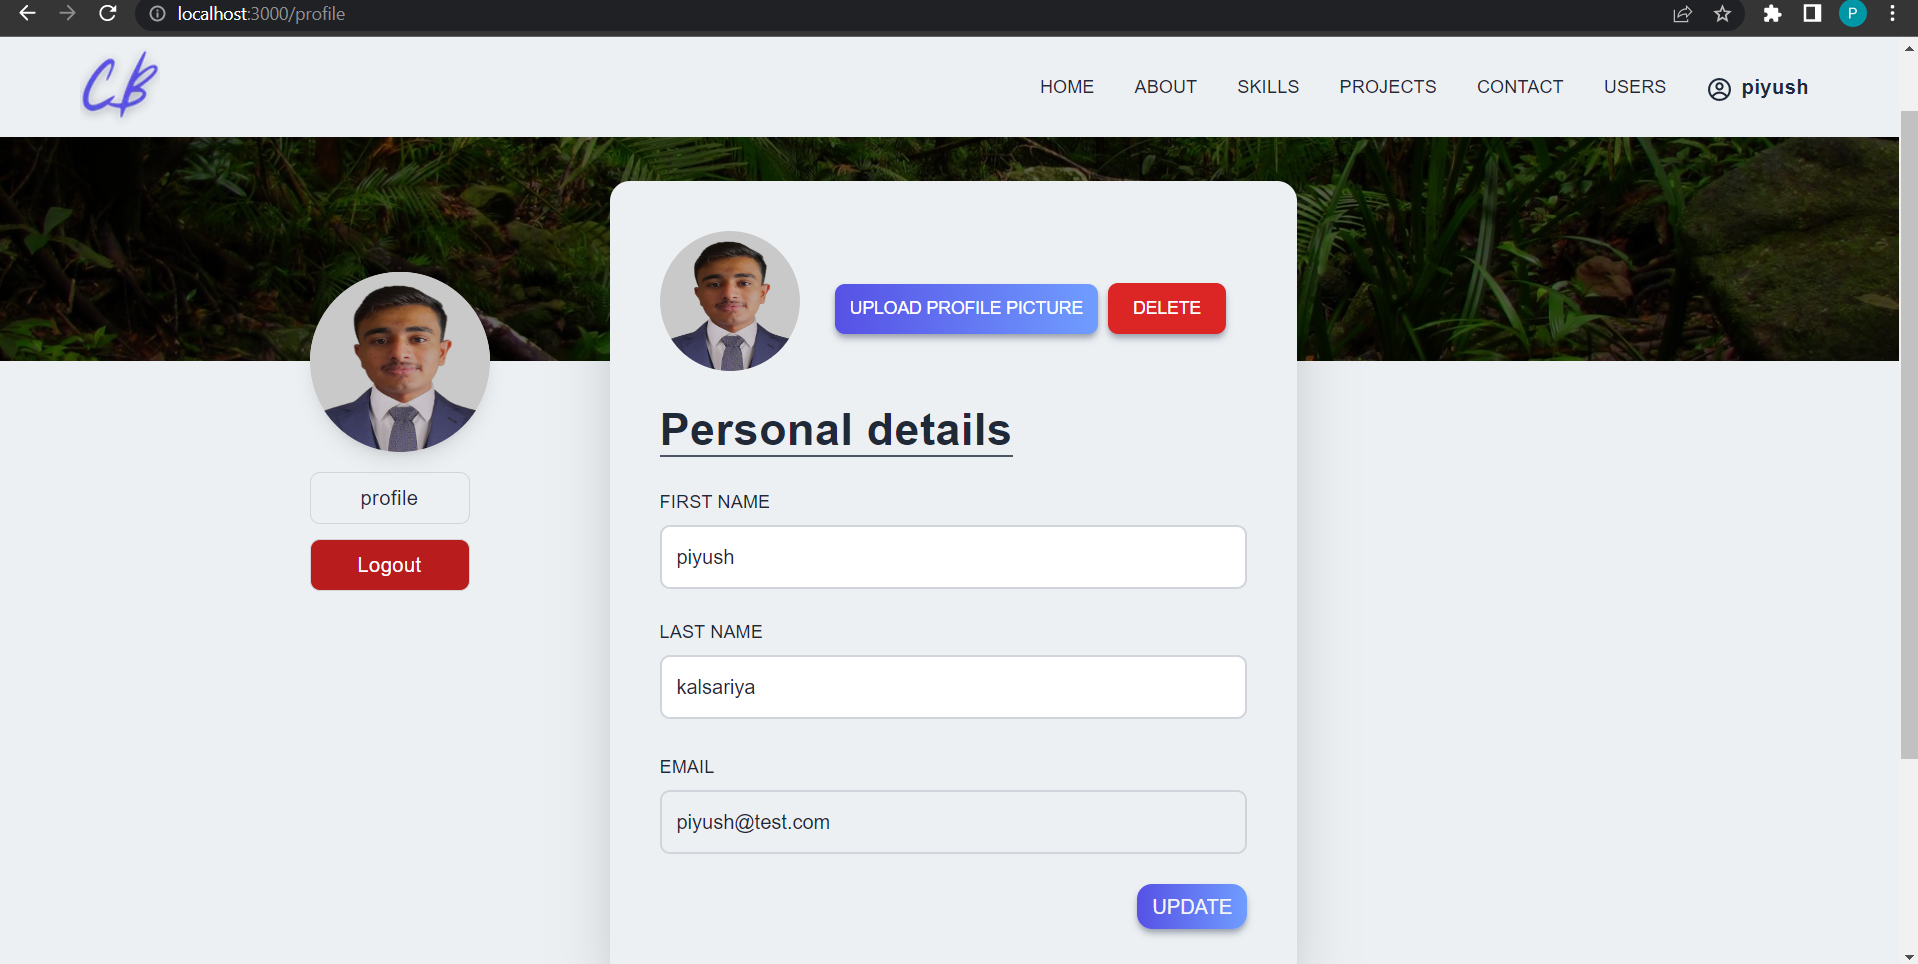 localhost:3000/profile
P
CB
HOME ABOUT SKILLS PROJECTS CONTACT USERS piyush
UPLOAD PROFILE PICTURE DELETE
profile
Logout
Personal details
FIRST NAME
piyush
LAST NAME
kalsariya
EMAIL
piyush@test.com
UPDATE